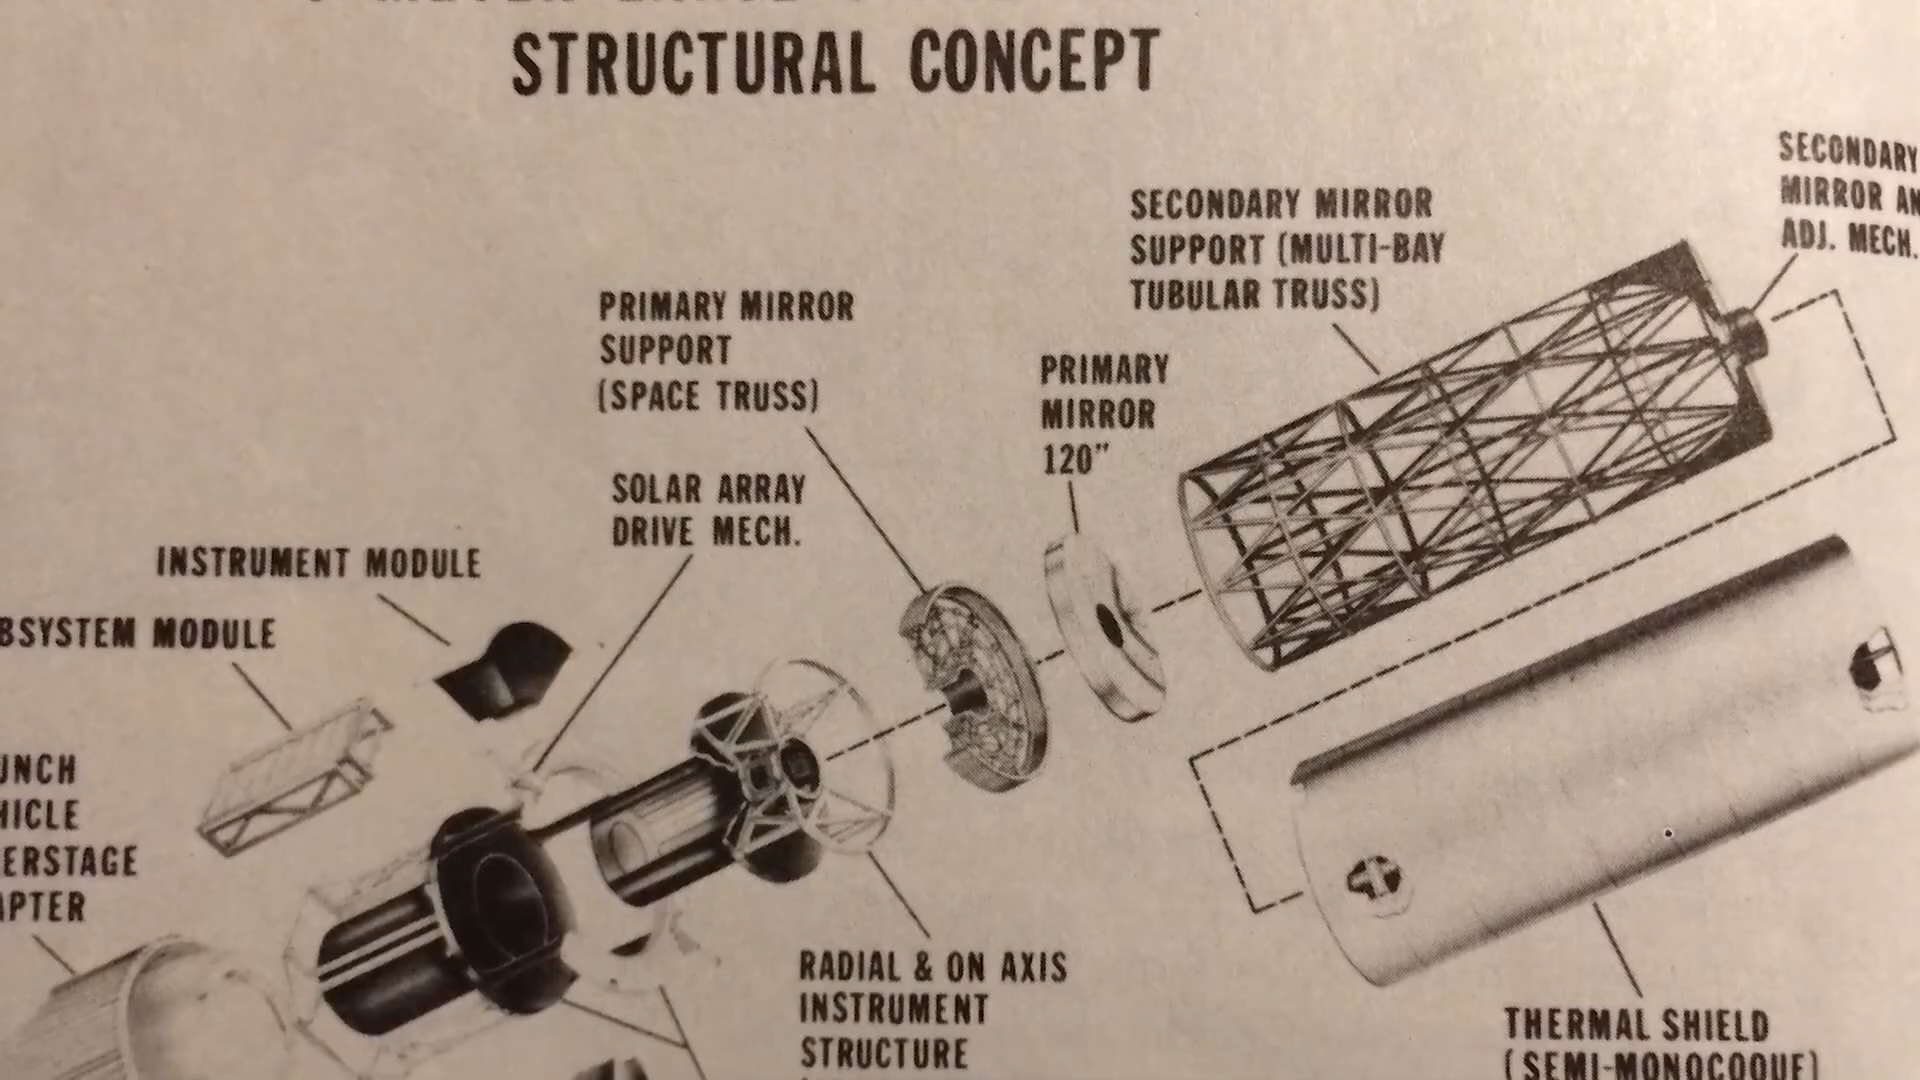 STRUCTURAL CONCEPT
SECONDARY
MIRROR AN
ADJ. MECH.
SECONDARY MIRROR
SUPPORT (MULTI-BAY
TUBULAR TRUSS)
PRIMARY MIRROR
SUPPORT
(SPACE TRUSS)
PRIMARY
MIRROR
120"
SOLAR ARRAY
DRIVE MECH.
INSTRUMENT MODULE
BSYSTEM MODULE
UNCH
HICLE
ERSTAGE
APTER
RADIAL & ON AXIS
INSTRUMENT
STRUCTURE
THERMAL SHIELD
(SEMI-MONOCOQUE)